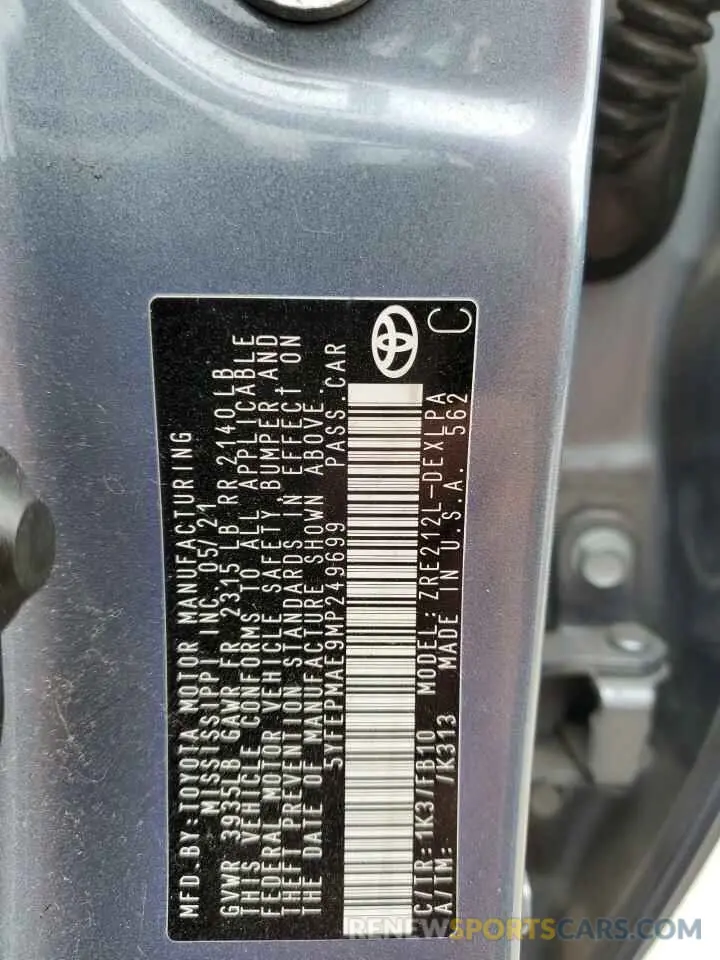 MFD.BY:TOYOTA MOTOR MANUFACTURING
MISSISSIPPI INC.05/21
GVWR 3935LB GAWR FR 2315 LB RR 2140 LB
THIS VEHICLE CONFORMS TO ALL APPLICABLE
FEDERAL MOTOR VEHICLE SAFETY, BUMPER AND
THEFT PREVENTION STANDARDS IN EFFECT ON
THE DATE OF MANUFACTURE SHOWN ABOVE.
5YFEPMAE9MP249699 PASS.CAR
C/TR:1K3/FB10 MODEL:ZRE212L-DEXLPA
A/TM: /K313 MADE IN U.S.A. 562
C
RENEWSPORTSCARS.COM